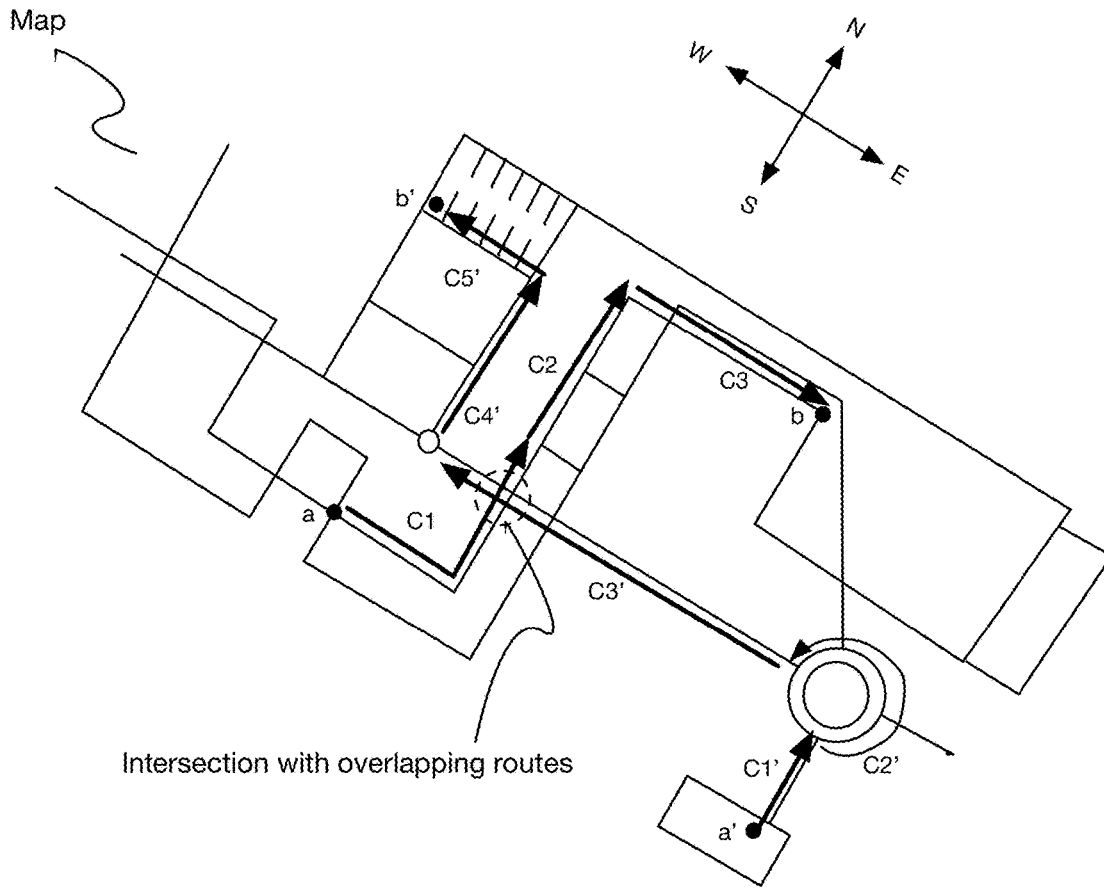 Map
N
W
E
S
b'
C5'
C2
C3
C4'
b
a
C1
C3'
Intersection with overlapping routes
C1'
C2'
a'